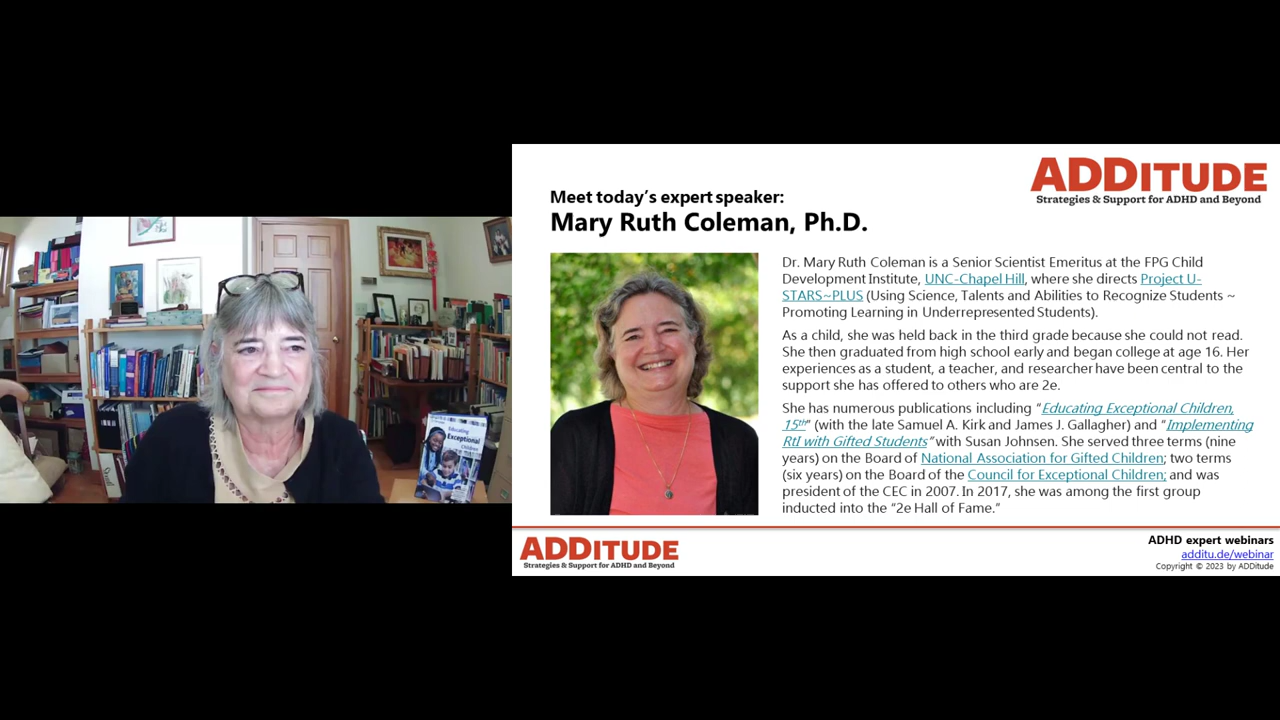 Educating
Exceptional
Children
ADDITUDE
Strategies & Support for ADHD and Beyond
Meet today's expert speaker:
Mary Ruth Coleman, Ph.D.
Dr. Mary Ruth Coleman is a Senior Scientist Emeritus at the FPG Child
Development Institute, UNC-Chapel Hill, where she directs Project U-
STARS~PLUS (Using Science, Talents and Abilities to Recognize Students ~
Promoting Learning in Underrepresented Students).
As a child, she was held back in the third grade because she could not read.
She then graduated from high school early and began college at age 16. Her
experiences as a student, a teacher, and researcher have been central to the
support she has offered to others who are 2e.
She has numerous publications including "Educating Exceptional Children,
15th" (with the late Samuel A. Kirk and James J. Gallagher) and "Implementing
RtI with Gifted Students" with Susan Johnsen. She served three terms (nine
years) on the Board of National Association for Gifted Children; two terms
(six years) on the Board of the Council for Exceptional Children; and was
president of the CEC in 2007. In 2017, she was among the first group
inducted into the "2e Hall of Fame."
ADDITUDE
Strategies & Support for ADHD and Beyond
ADHD expert webinars
additu.de/webinar
Copyright © 2023 by ADDitude